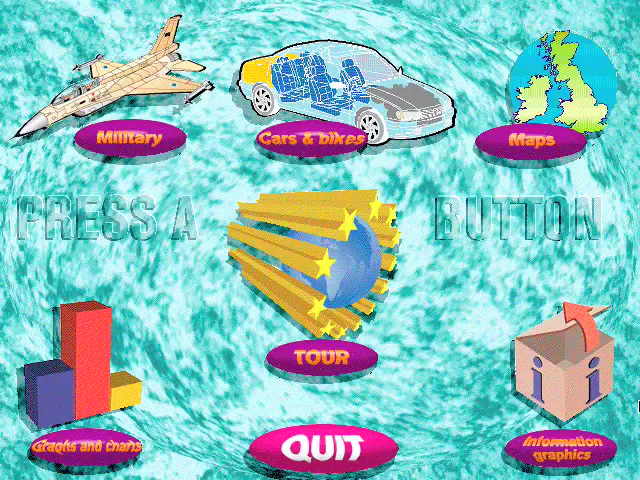 Military
Cars & bikes
Maps
PRESS A BUTTON
TOUR
Graphs and charts
QUIT
Information
graphics
i i